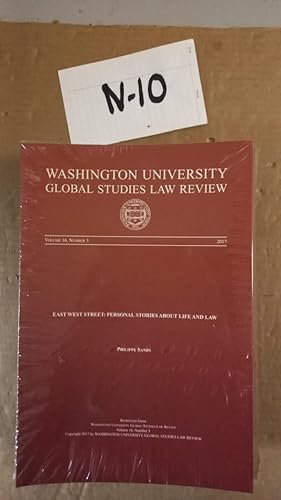 N-10
WASHINGTON UNIVERSITY
GLOBAL STUDIES LAW REVIEW
VOLUME 16, NUMBER 3 2017
EAST WEST STREET: PERSONAL STORIES ABOUT LIFE AND LAW
PHILIPPE SANDS
REPRINTED FROM
WASHINGTON UNIVERSITY GLOBAL STUDIES LAW REVIEW
Volume 16, Number 3
Copyright 2017 by WASHINGTON UNIVERSITY GLOBAL STUDIES LAW REVIEW